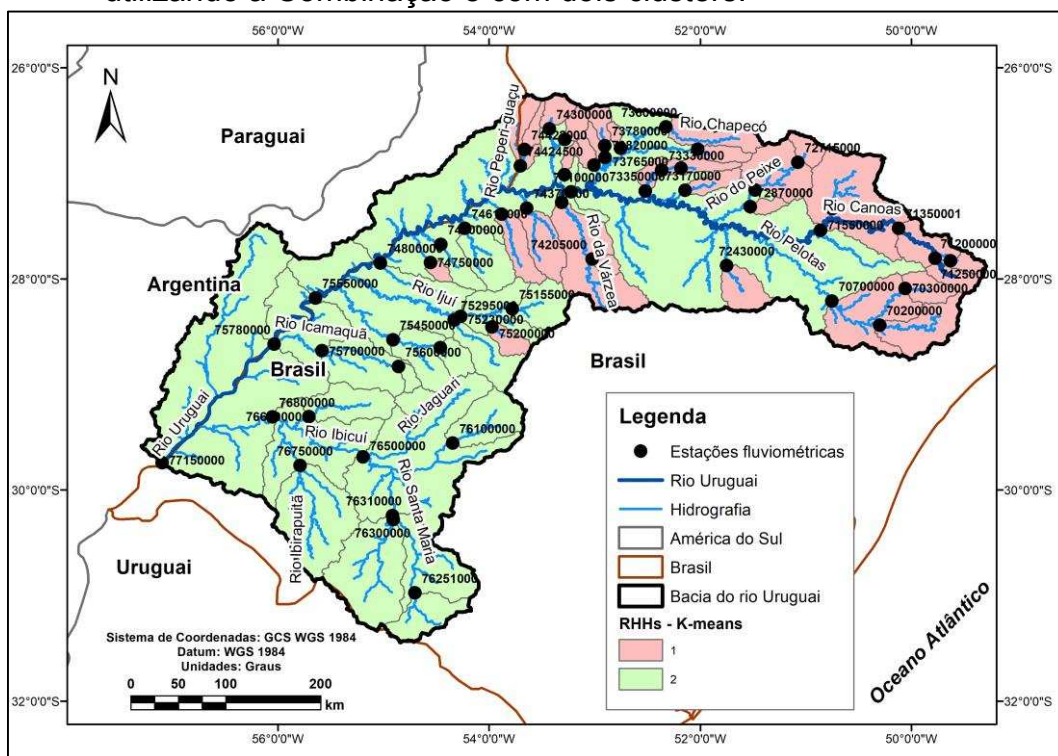 utilizando a Combinação 6 com dois clusters.
56°0'0"W 54°0'0"W 52°0'0"W 50°0'0"W
26°0'0"S 26°0'0"S
N
Paraguai
Rio Peperi-guaçu
74300000
73600000
Rio Chapecó
74424500
73780000
73820000
73765000
73330000
72715000
73350000
73170000
Rio do Peixe
72870000
Rio Canoas
71350001
71550000
71200000
71250000
Rio Pelotas
74205000
Rio da Várzea
72430000
74800000
74750000
28°0'0"S 28°0'0"S
Argentina
75550000
Rio Ijuí
75295000
75155000
75230000
75200000
70700000
70300000
70200000
75780000
Rio Icamaquã
75450000
75700000
75600000
Brasil
Brasil
76800000
Rio Jaguari
Rio Uruguai
Rio Ibicuí
76500000
76100000
77150000
76750000
30°0'0"S 30°0'0"S
Rio Ibirapuitã
76310000
Rio Santa Maria
76300000
76251000
Uruguai
Legenda
Estações fluviométricas
Rio Uruguai
Hidrografia
América do Sul
Brasil
Bacia do rio Uruguai
RHHs - K-means
1
2
Oceano Atlântico
Sistema de Coordenadas: GCS WGS 1984
Datum: WGS 1984
Unidades: Graus
0 50 100 200
km
32°0'0"S 32°0'0"S
56°0'0"W 54°0'0"W 52°0'0"W 50°0'0"W